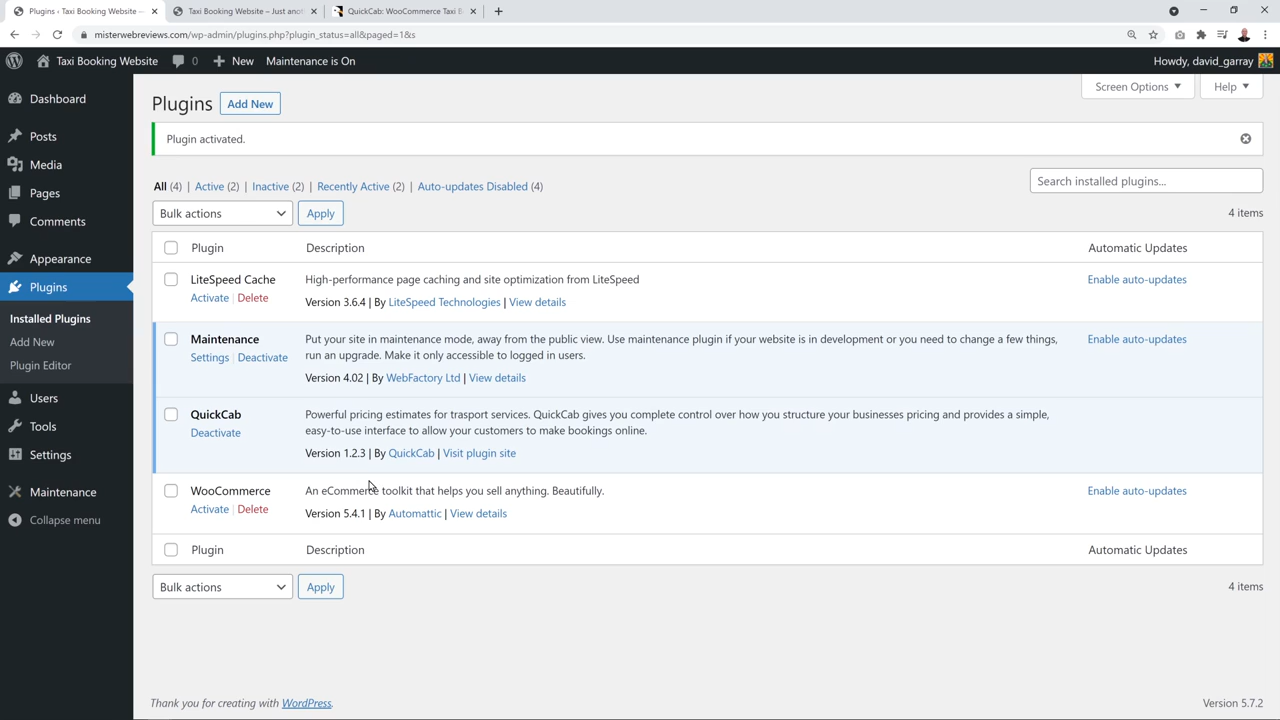 Plugins ‹ Taxi Booking Website —
Taxi Booking Website – Just anot
QuickCab: WooCommerce Taxi B
misterwebreviews.com/wp-admin/plugins.php?plugin_status=all&paged=1&s
Taxi Booking Website
0
New
Maintenance is On
Howdy, david_garray
Dashboard
Posts
Media
Pages
Comments
Appearance
Plugins
Installed Plugins
Add New
Plugin Editor
Users
Tools
Settings
Maintenance
Collapse menu
Screen Options
Help
Plugins Add New
Plugin activated.
All (4) | Active (2) | Inactive (2) | Recently Active (2) | Auto-updates Disabled (4)
Search installed plugins...
Bulk actions
Apply
4 items
Plugin Description Automatic Updates
LiteSpeed Cache
Activate | Delete
High-performance page caching and site optimization from LiteSpeed
Version 3.6.4 | By LiteSpeed Technologies | View details
Enable auto-updates
Maintenance
Settings | Deactivate
Put your site in maintenance mode, away from the public view. Use maintenance plugin if your website is in development or you need to change a few things,
run an upgrade. Make it only accessible to logged in users.
Version 4.02 | By WebFactory Ltd | View details
Enable auto-updates
QuickCab
Deactivate
Powerful pricing estimates for trasport services. QuickCab gives you complete control over how you structure your businesses pricing and provides a simple,
easy-to-use interface to allow your customers to make bookings online.
Version 1.2.3 | By QuickCab | Visit plugin site
WooCommerce
Activate | Delete
An eCommerce toolkit that helps you sell anything. Beautifully.
Version 5.4.1 | By Automattic | View details
Enable auto-updates
Plugin Description Automatic Updates
Bulk actions
Apply
4 items
Thank you for creating with WordPress.
Version 5.7.2